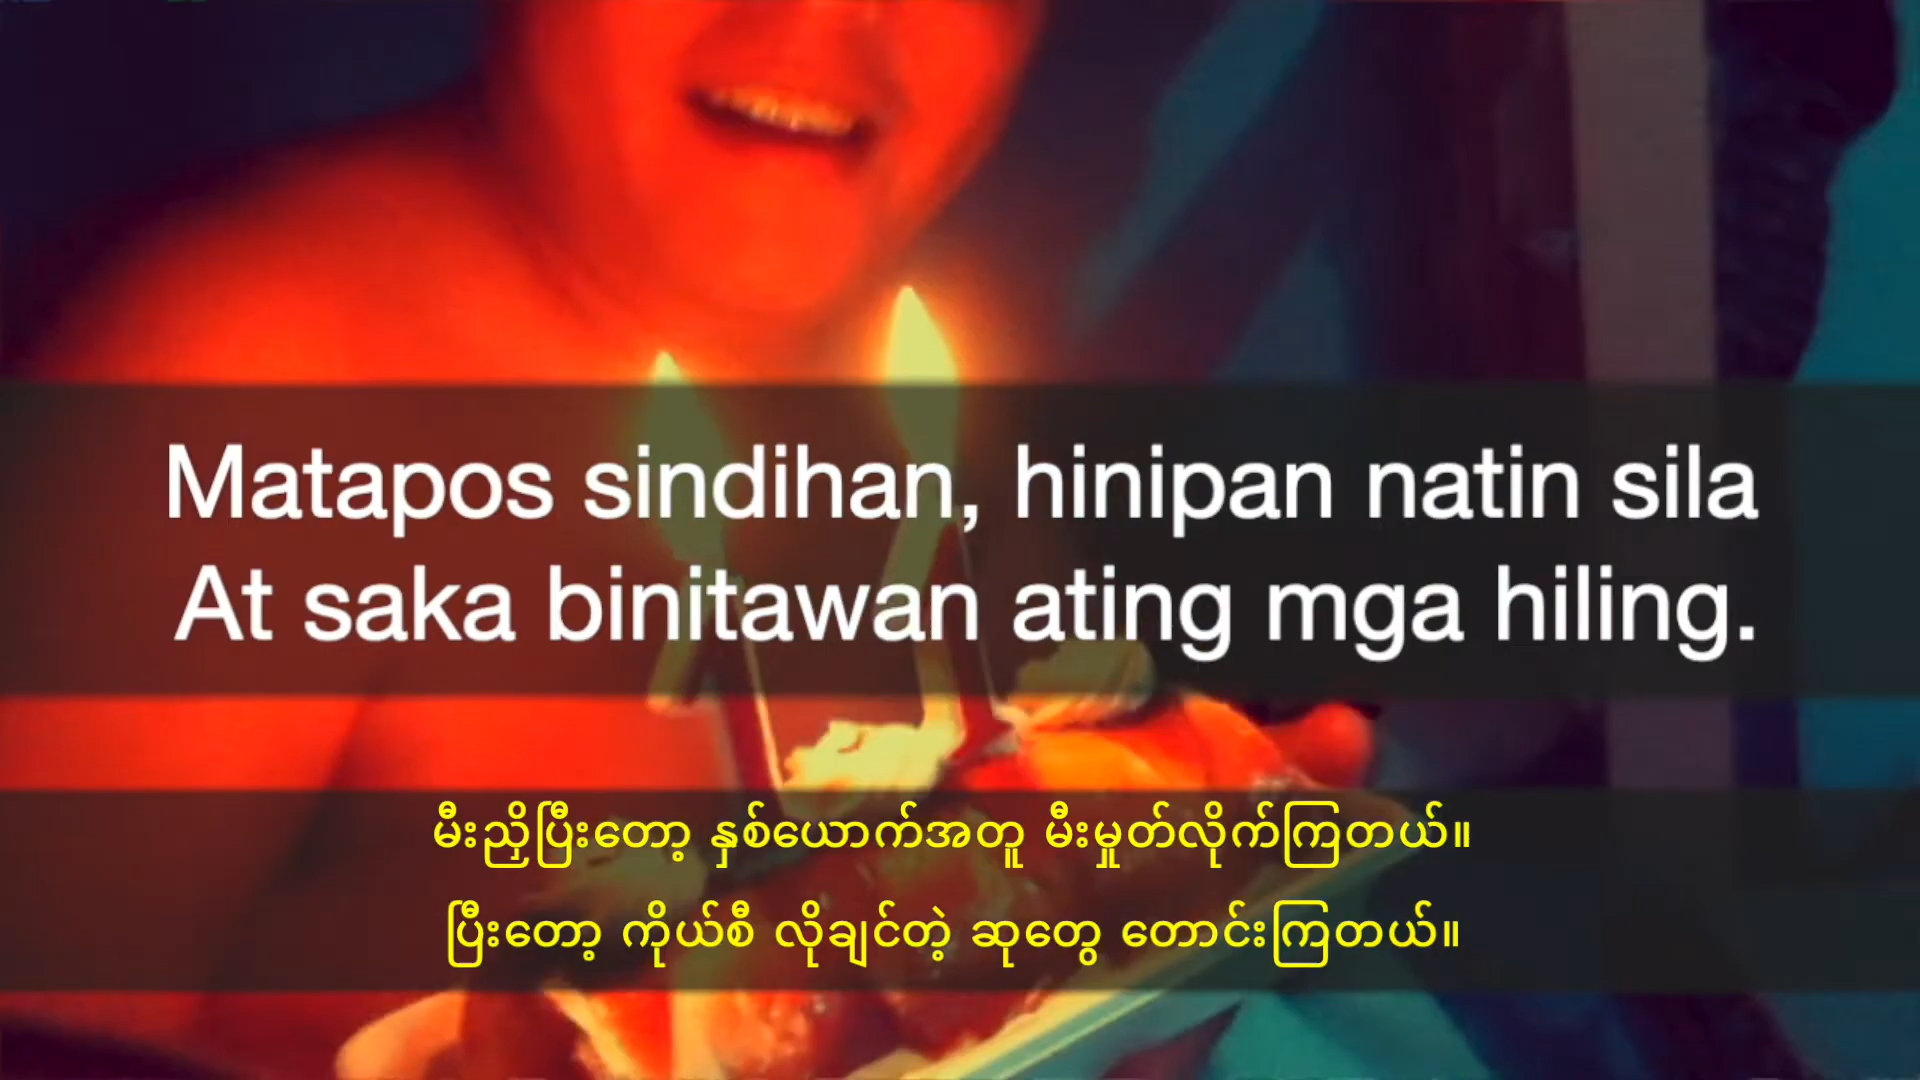 Matapos sindihan, hinipan natin sila
At saka binitawan ating mga hiling.
မီးညှိပြီးတော့ နှစ်ယောက်အတူ မီးမှုတ်လိုက်ကြတယ်။
ပြီးတော့ ကိုယ်စီ လိုချင်တဲ့ ဆုတွေ တောင်းကြတယ်။